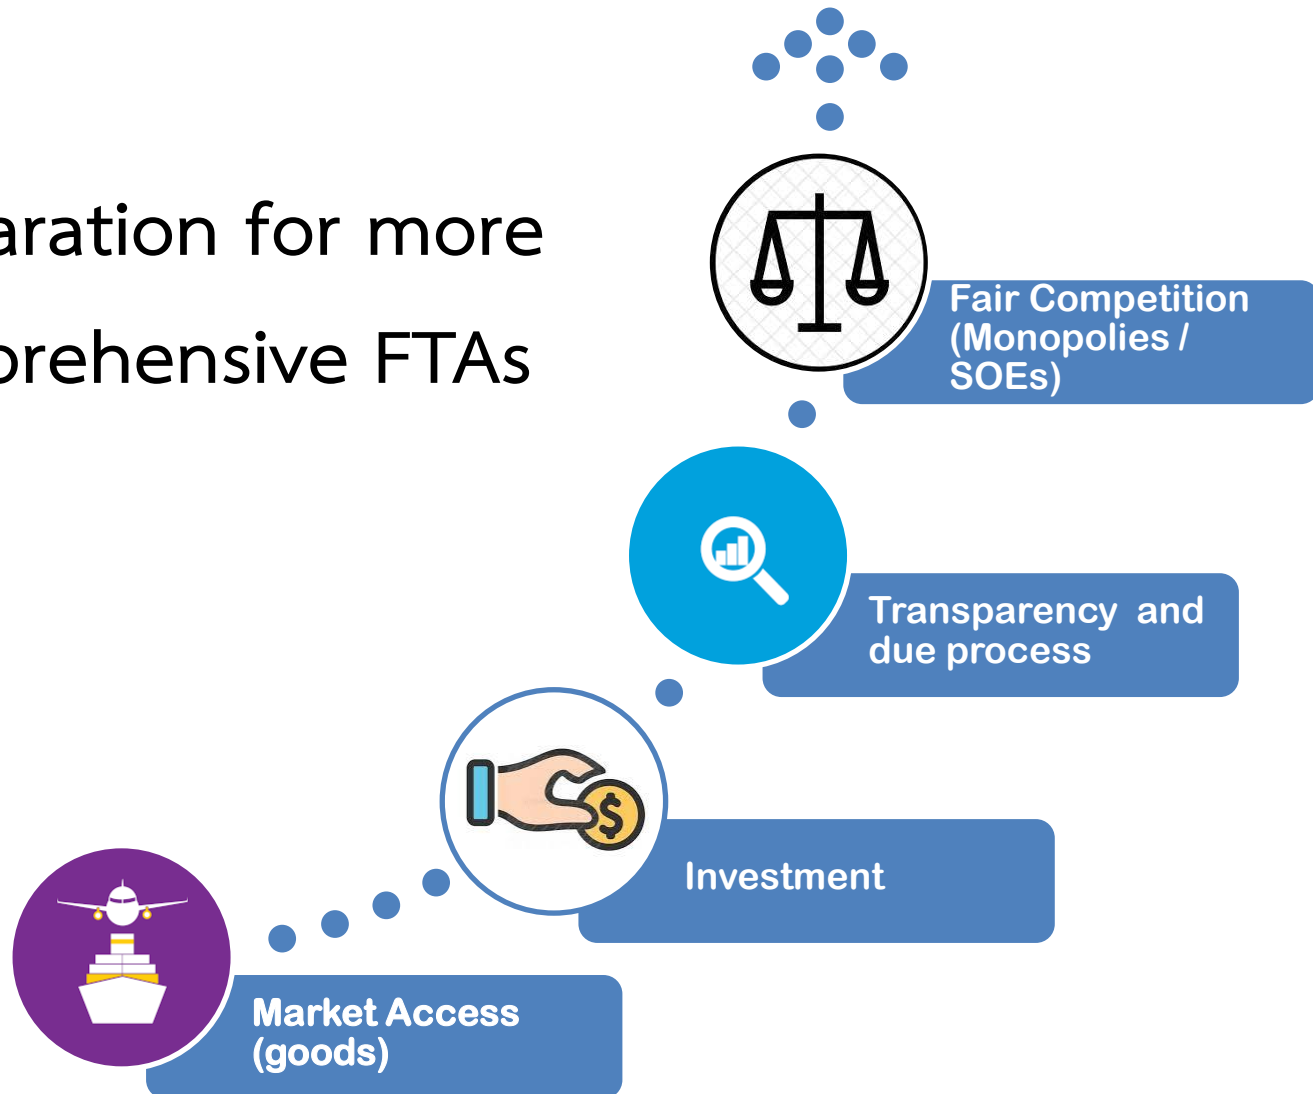 aration for more
prehensive FTAs
Fair Competition
(Monopolies /
SOEs)
Transparency and
due process
Investment
Market Access
(goods)